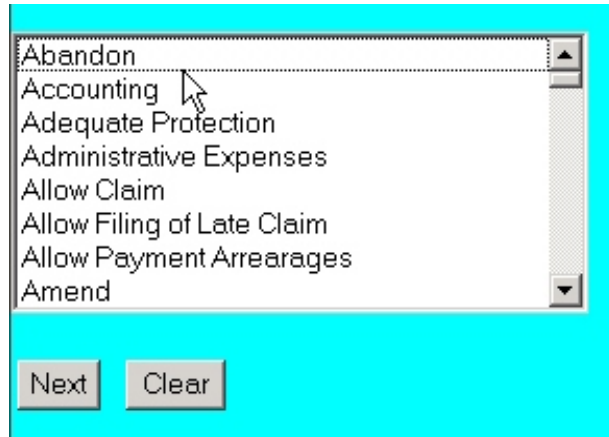 Abandon
Accounting
Adequate Protection
Administrative Expenses
Allow Claim
Allow Filing of Late Claim
Allow Payment Arrearages
Amend
Next Clear